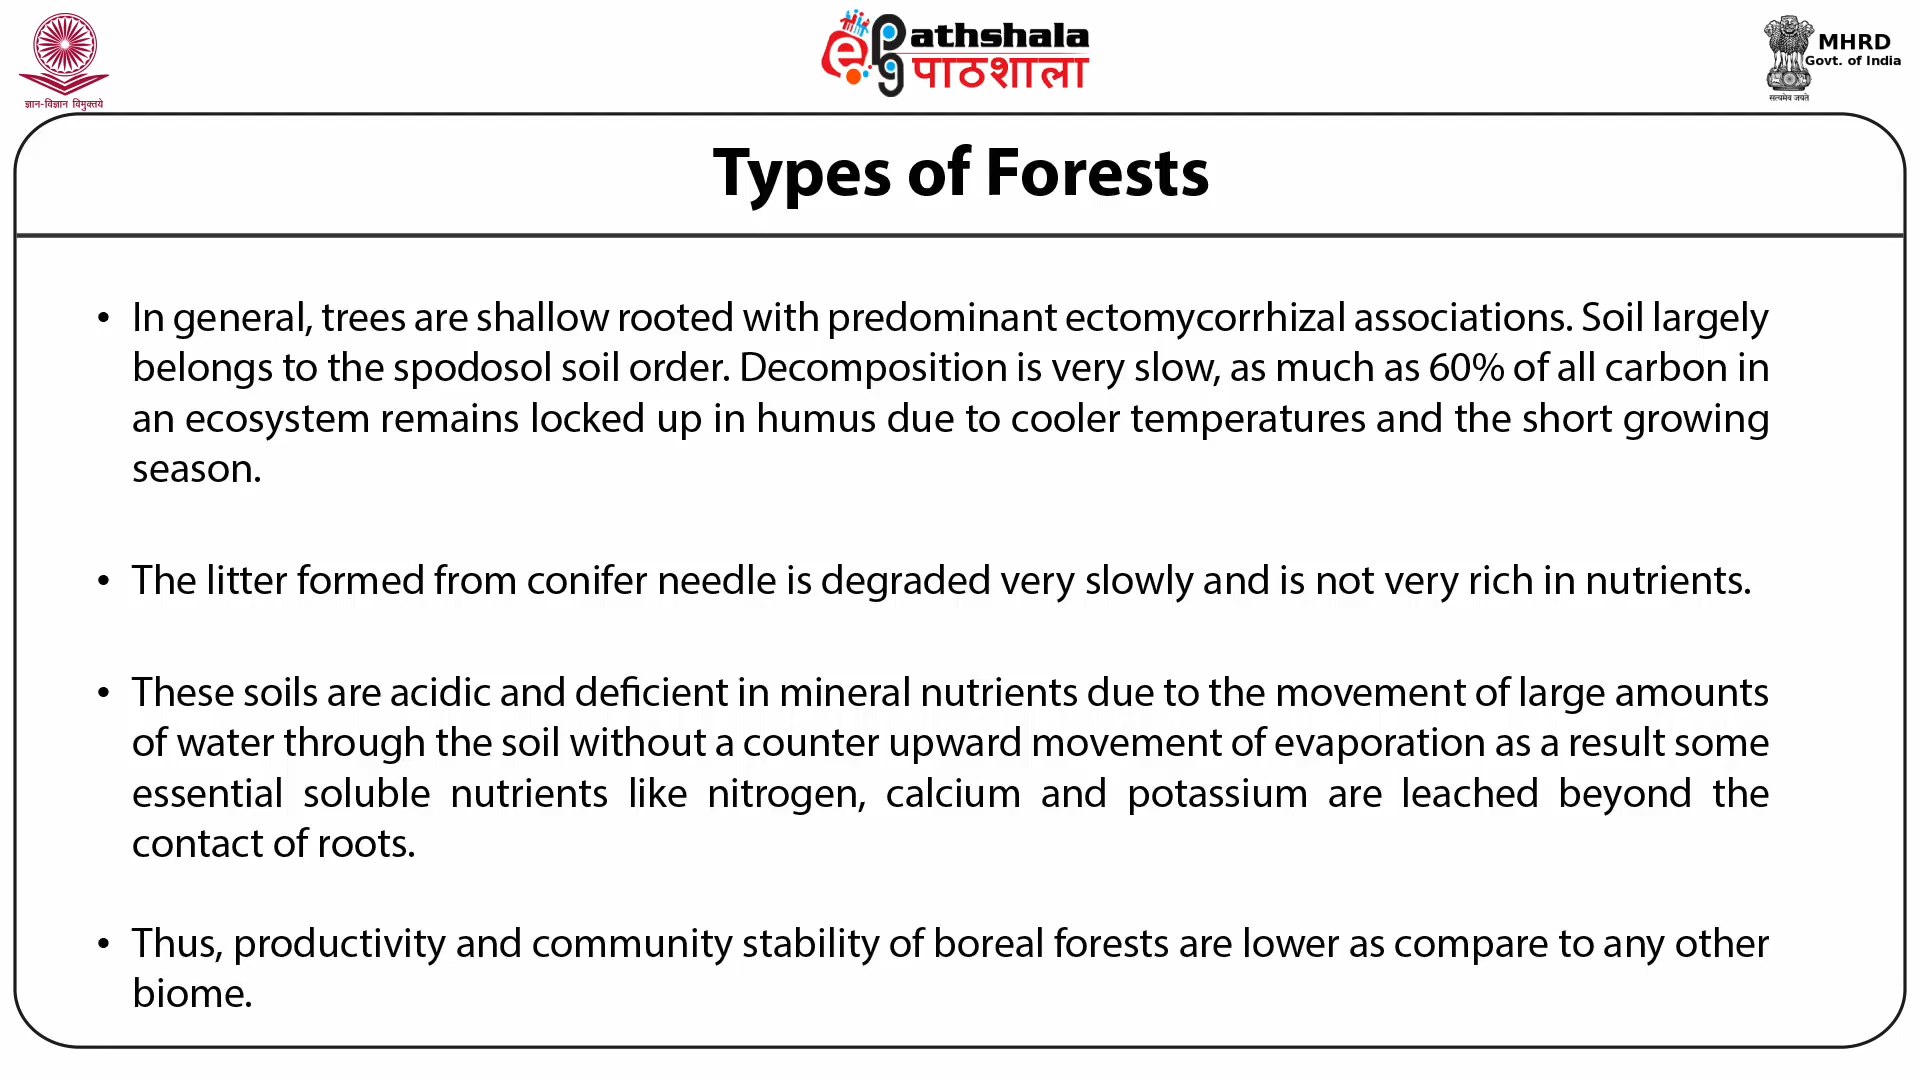 ज्ञान-विज्ञान विमुक्तये
ePathshala
पाठशाला
MHRD
Govt. of India
सत्यमेव जयते
Types of Forests
• In general, trees are shallow rooted with predominant ectomycorrhizal associations. Soil largely
belongs to the spodosol soil order. Decomposition is very slow, as much as 60% of all carbon in
an ecosystem remains locked up in humus due to cooler temperatures and the short growing
season.
• The litter formed from conifer needle is degraded very slowly and is not very rich in nutrients.
• These soils are acidic and deficient in mineral nutrients due to the movement of large amounts
of water through the soil without a counter upward movement of evaporation as a result some
essential soluble nutrients like nitrogen, calcium and potassium are leached beyond the
contact of roots.
• Thus, productivity and community stability of boreal forests are lower as compare to any other
biome.